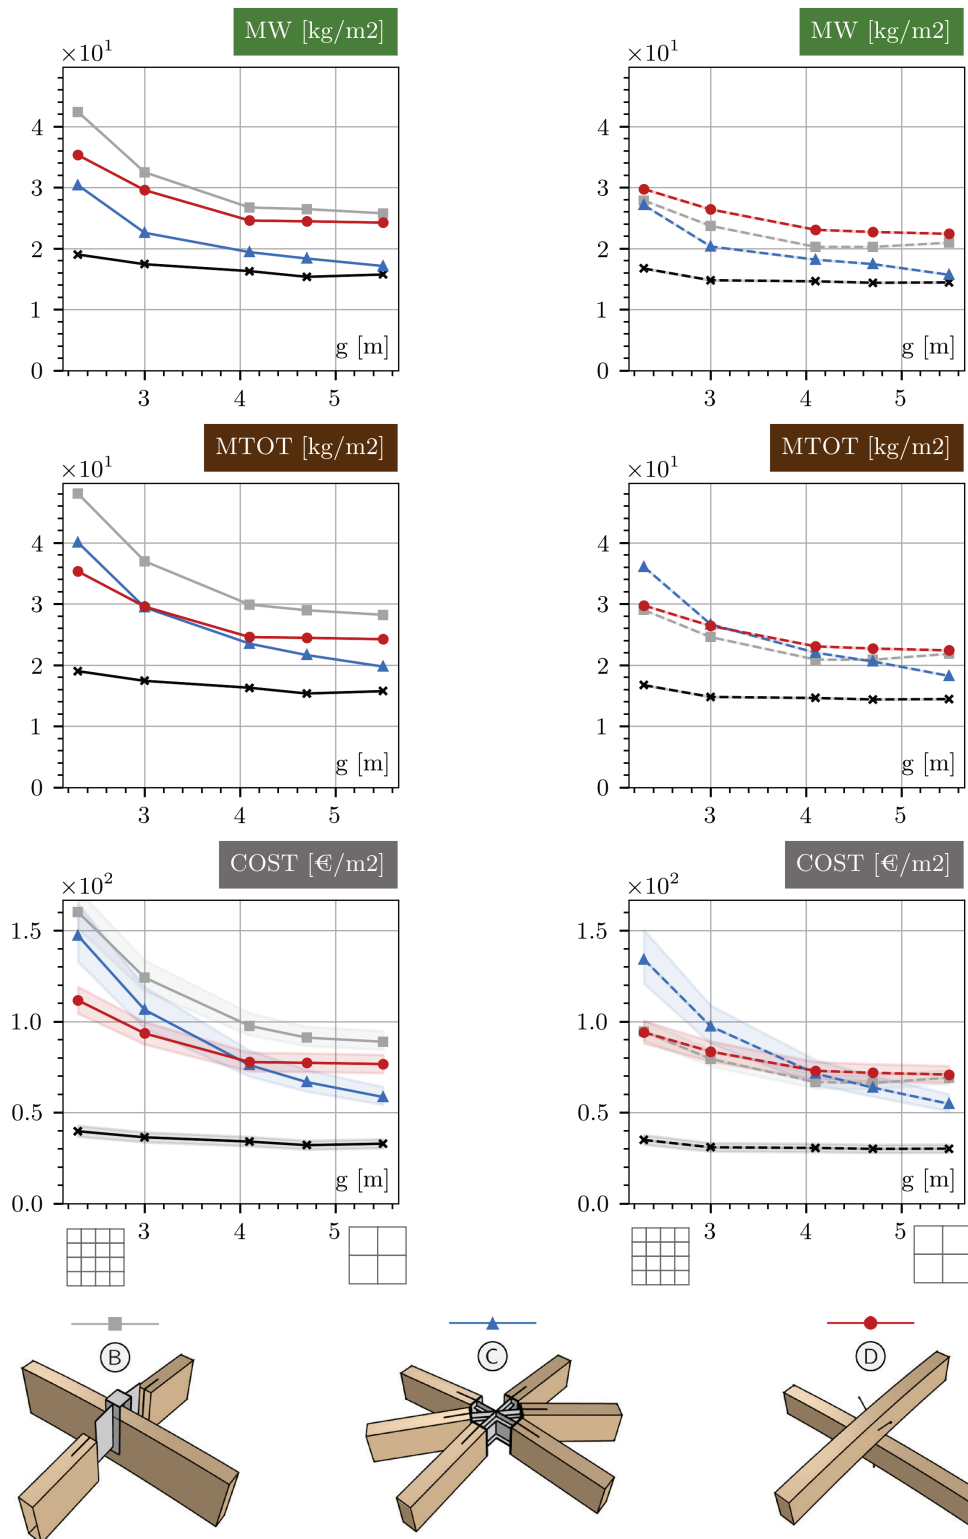 MW [kg/m2]
MW [kg/m2]
×10¹
×10¹
4
4
3
3
2
2
1
1
g [m]
g [m]
0
0
3 4 5
3 4 5
MTOT [kg/m2]
MTOT [kg/m2]
×10¹
×10¹
4
4
3
3
2
2
1
1
g [m]
g [m]
0
0
3 4 5
3 4 5
COST [€/m2]
COST [€/m2]
×10²
×10²
1.5
1.5
1.0
1.0
0.5
0.5
g [m]
g [m]
0.0
0.0
3 4 5
3 4 5
B C D